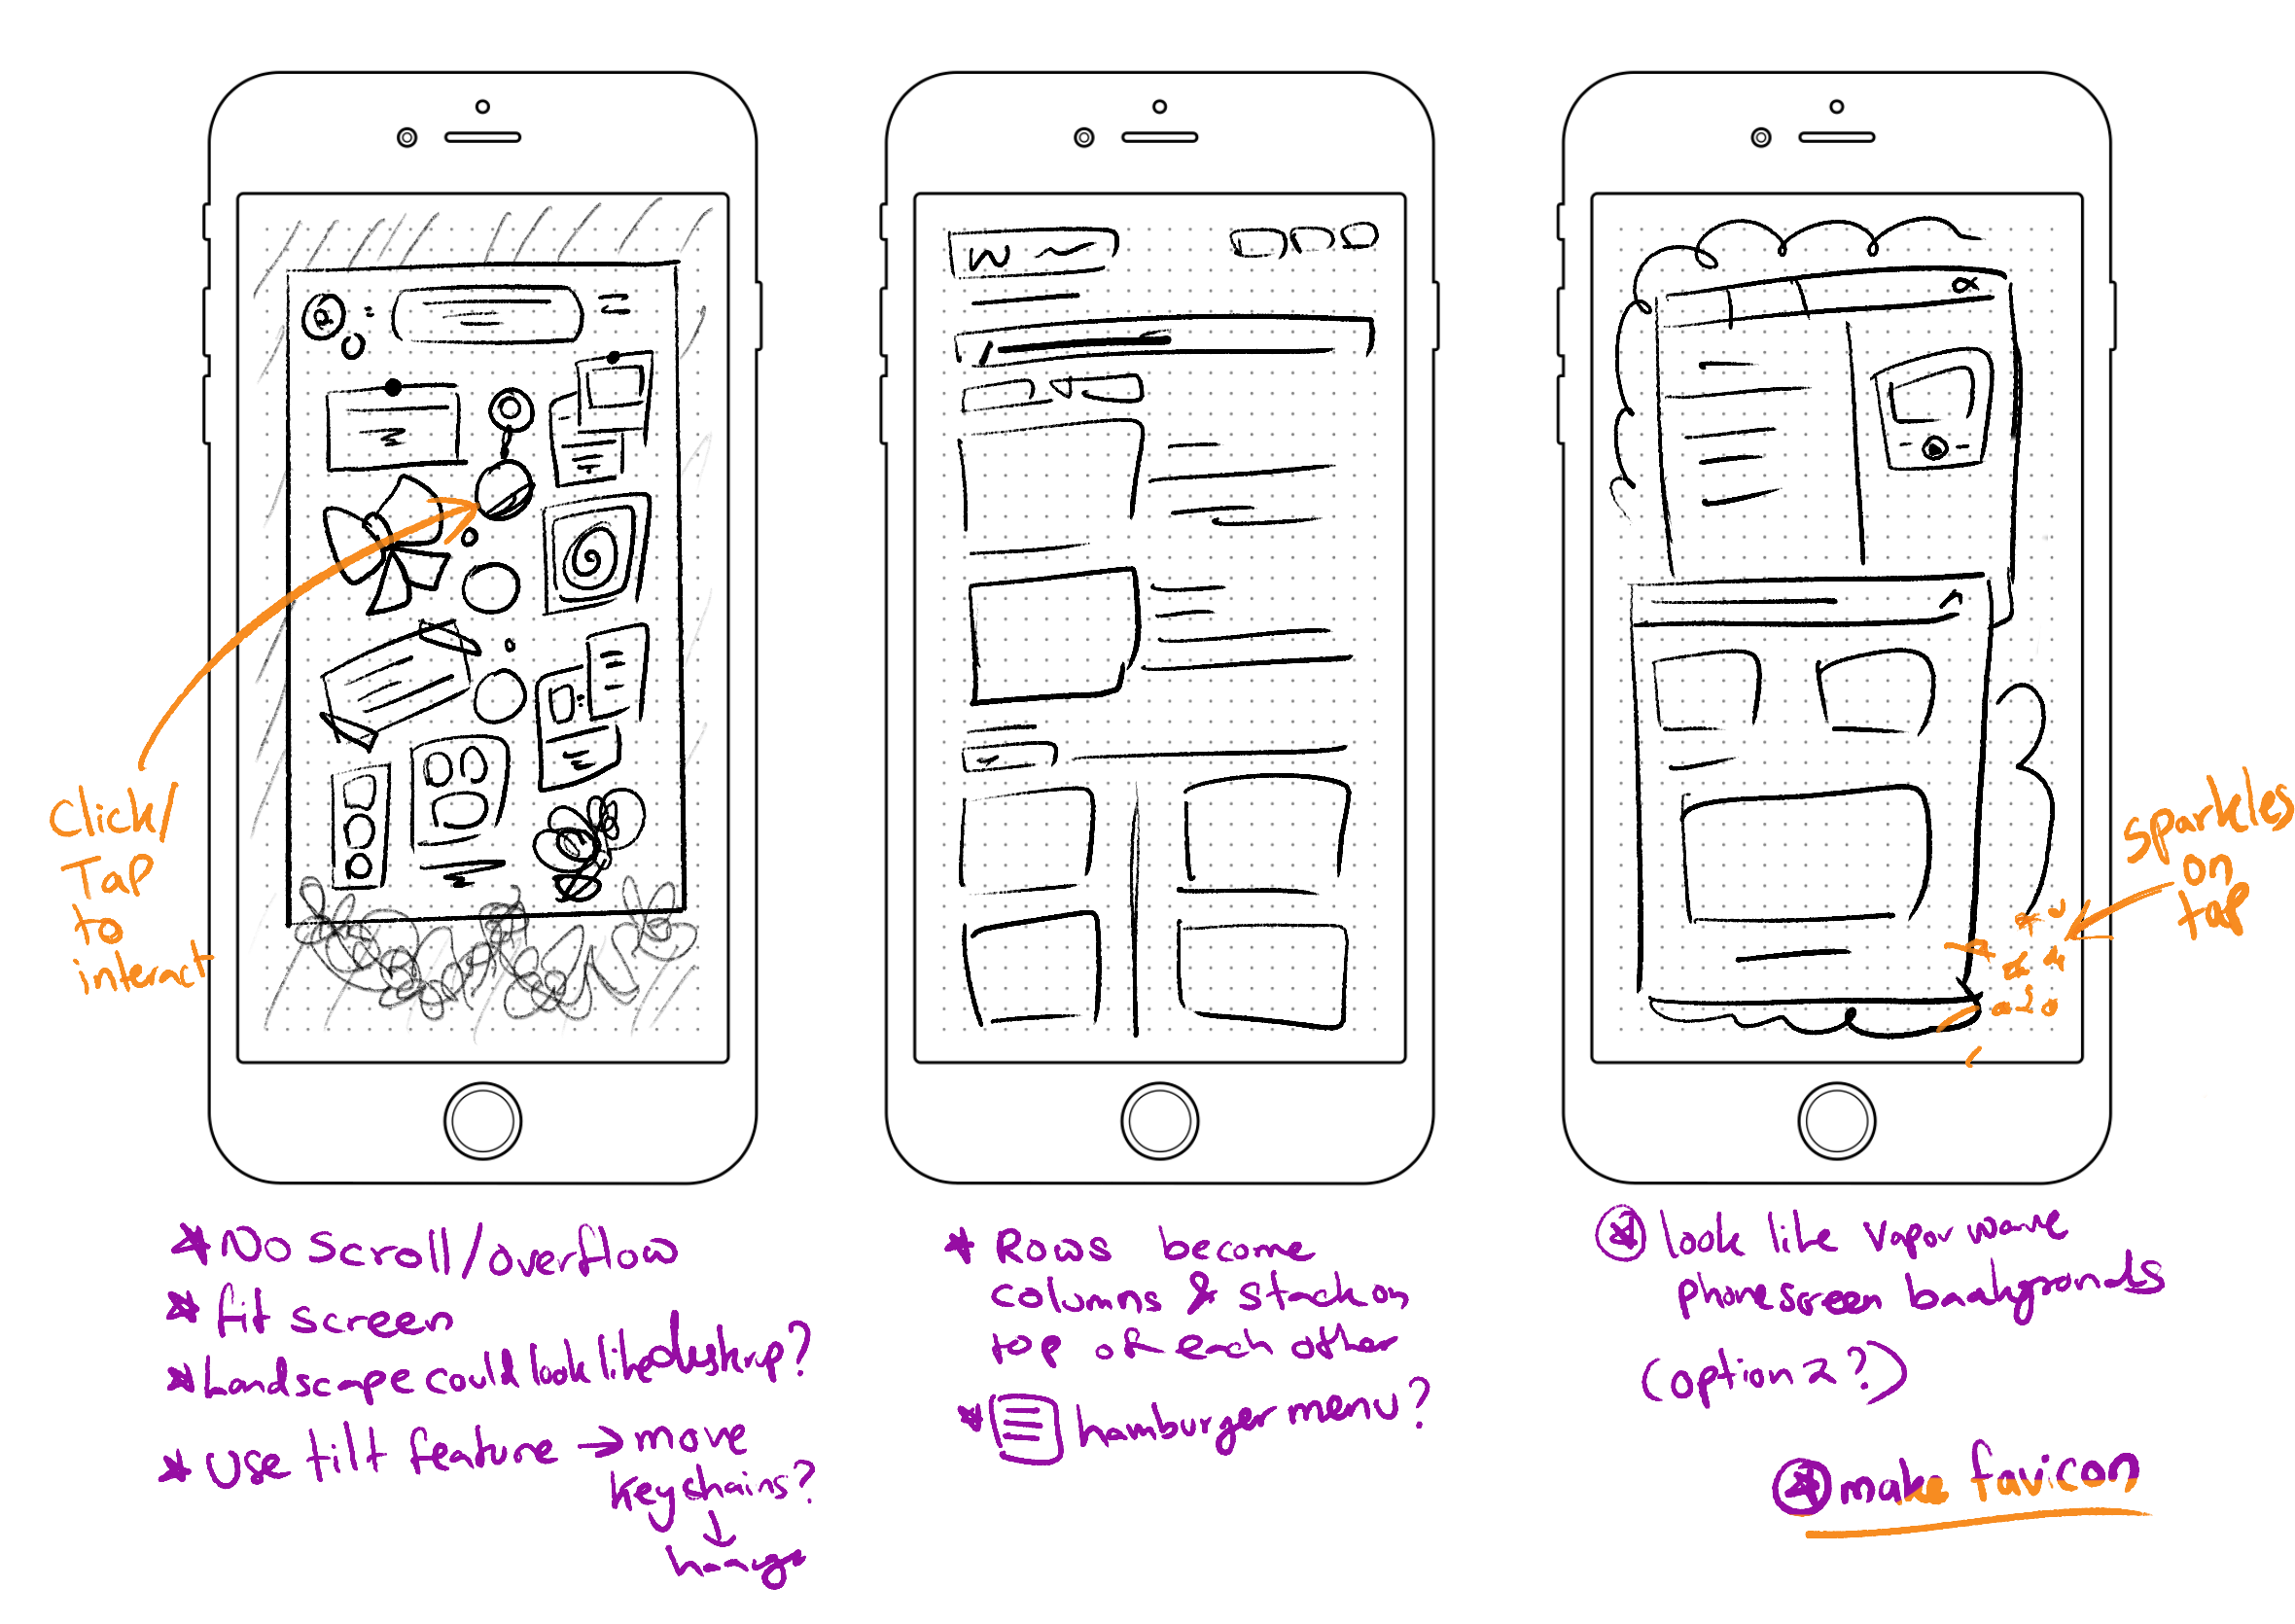 Click/
Tap
to
interact
sparkles
on
tap
No scroll/overflow
fit screen
Landscape could look like desktop?
Use tilt feature → move
keychains?
↓
hang
Rows become
columns & stack on
top of each other
hamburger menu?
look like vaporwave
phone screen backgrounds
(option 2?)
make favicon